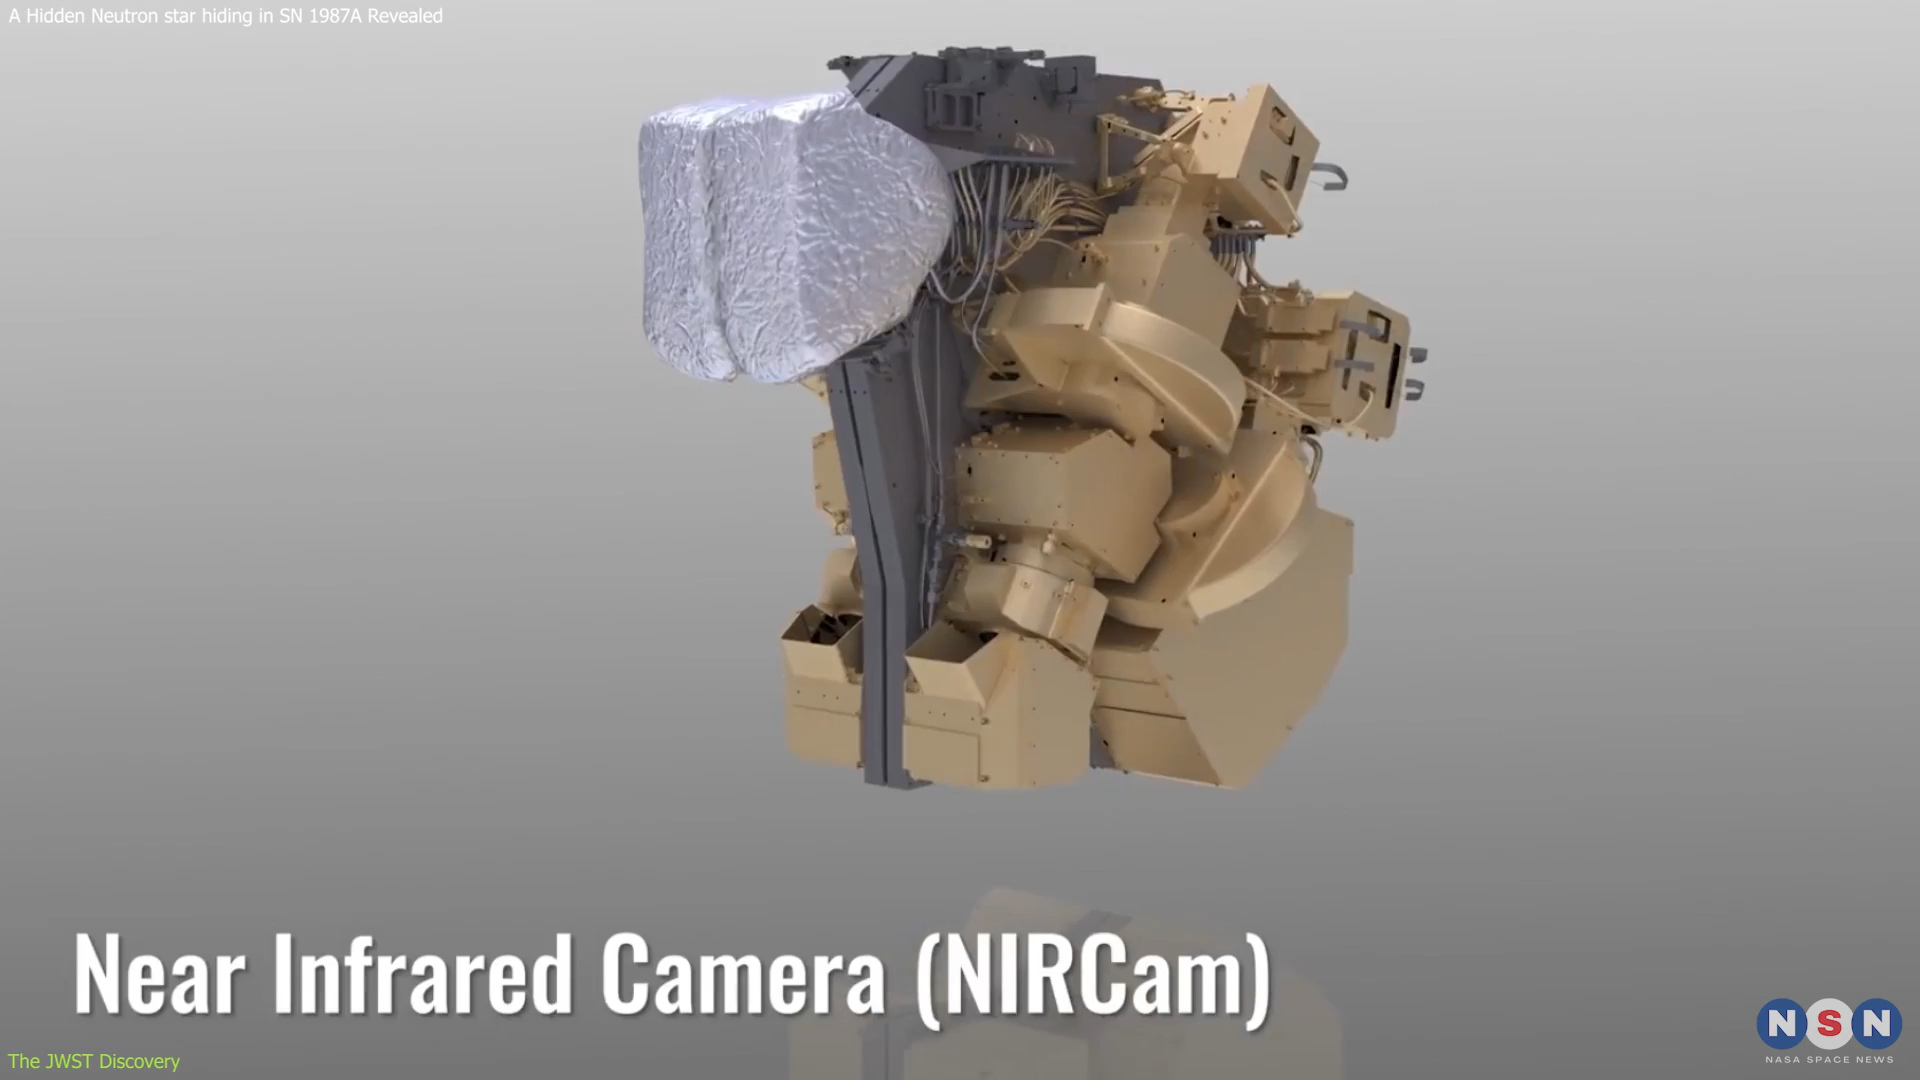 A Hidden Neutron star hiding in SN 1987A Revealed
Near Infrared Camera (NIRCam)
The JWST Discovery
NSN
NASA SPACE NEWS